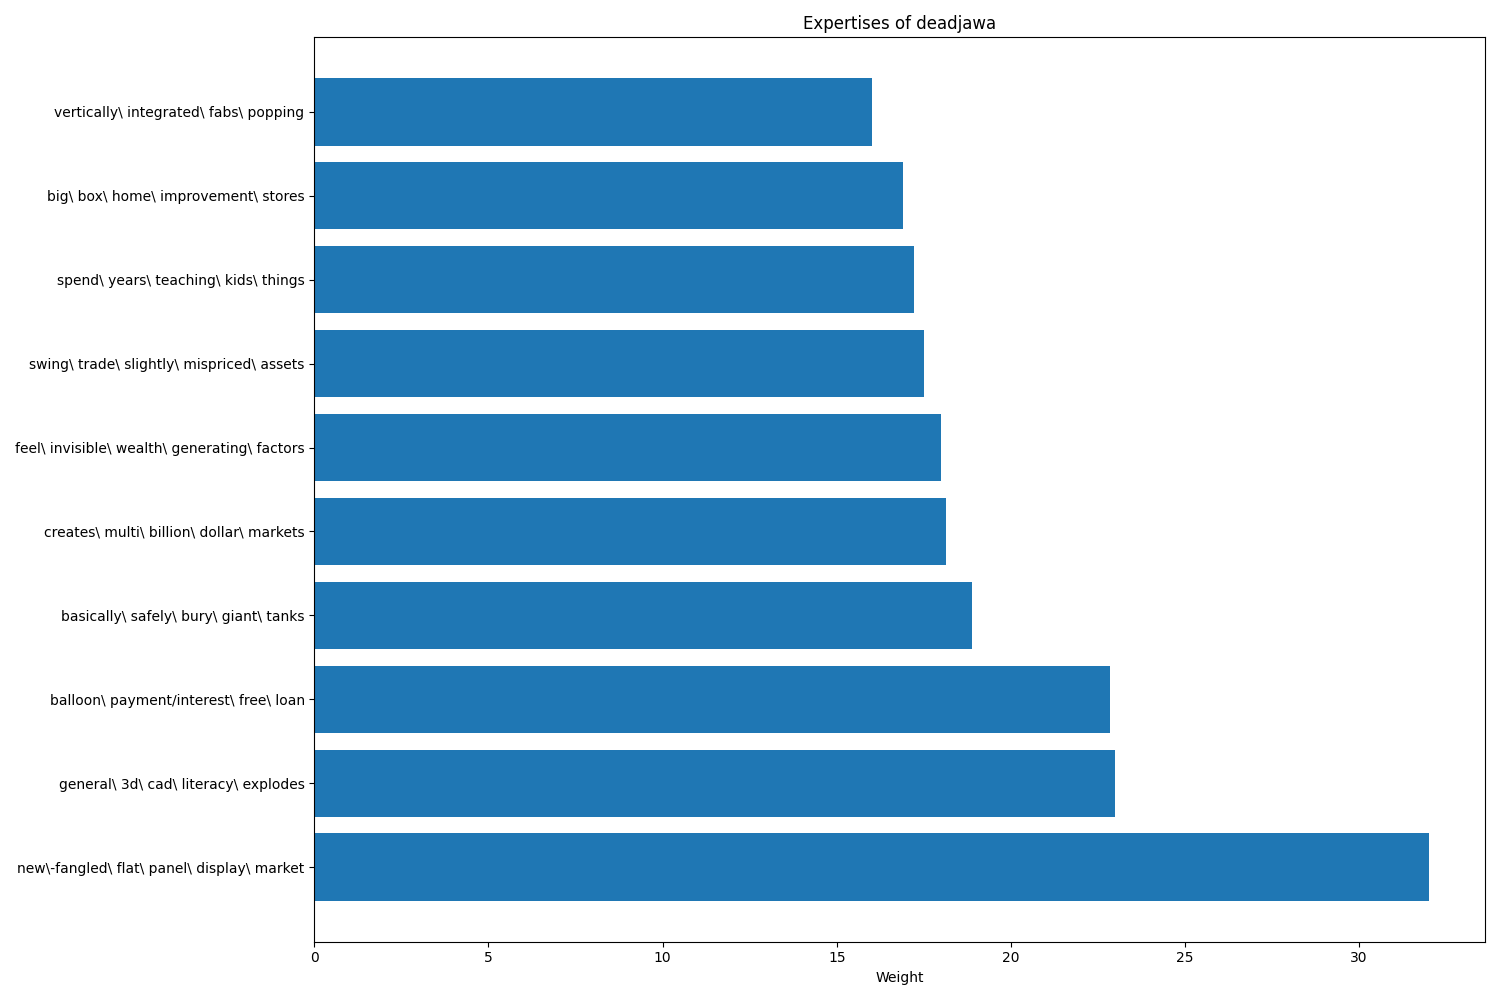 Expertises of deadjawa
vertically\ integrated\ fabs\ popping
big\ box\ home\ improvement\ stores
spend\ years\ teaching\ kids\ things
swing\ trade\ slightly\ mispriced\ assets
feel\ invisible\ wealth\ generating\ factors
creates\ multi\ billion\ dollar\ markets
basically\ safely\ bury\ giant\ tanks
balloon\ payment/interest\ free\ loan
general\ 3d\ cad\ literacy\ explodes
new\-fangled\ flat\ panel\ display\ market
0 5 10 15 20 25 30
Weight